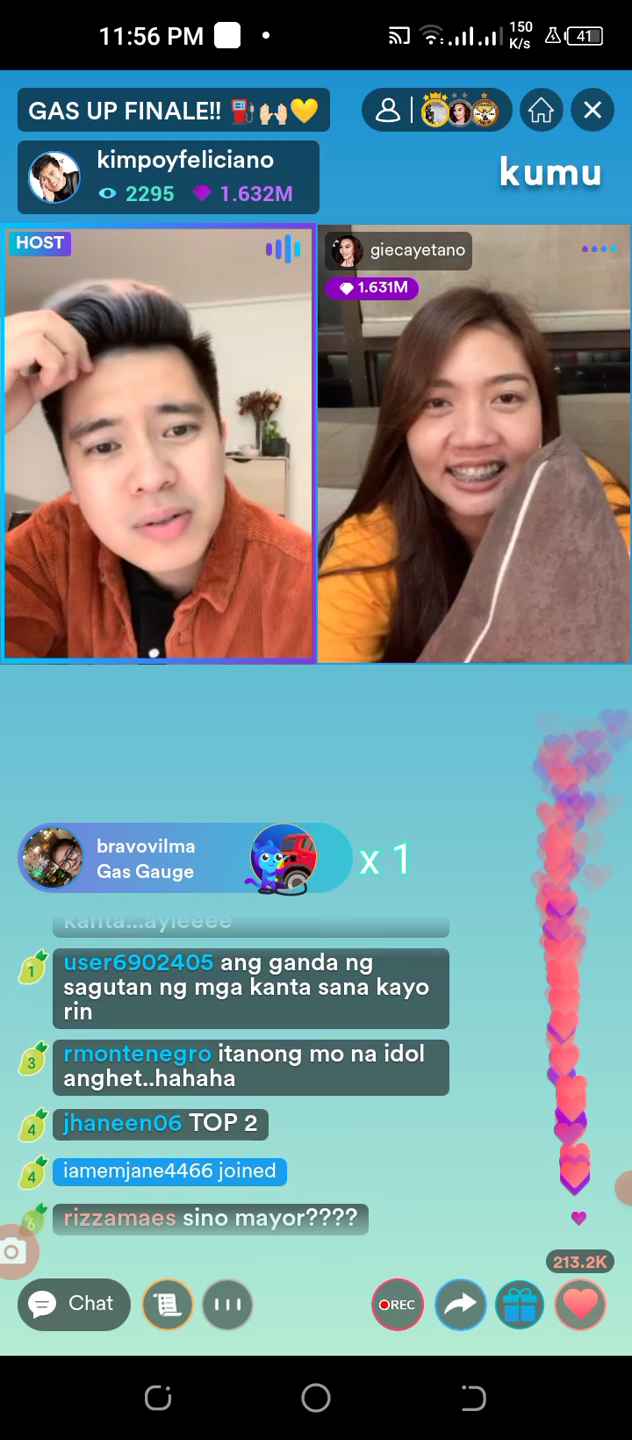 11:56 PM
150
K/s
41
GAS UP FINALE!! ⛽🙌🏻💛
kimpoyfeliciano
2295 1.632M
kumu
HOST
giecayetano
1.631M
bravovilma
Gas Gauge
x 1
kanta...ayieeee
1
user6902405 ang ganda ng
sagutan ng mga kanta sana kayo
rin
3
rmontenegro itanong mo na idol
anghet..hahaha
4
jhaneen06 TOP 2
4
iamemjane4466 joined
6
rizzamaes sino mayor????
213.2K
Chat
REC